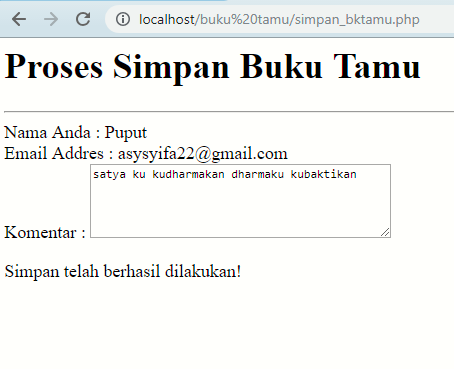 localhost/buku%20tamu/simpan_bktamu.php
Proses Simpan Buku Tamu
Nama Anda : Puput
Email Addres : asysyifa22@gmail.com
satya ku kudharmakan dharmaku kubaktikan
Komentar :
Simpan telah berhasil dilakukan!